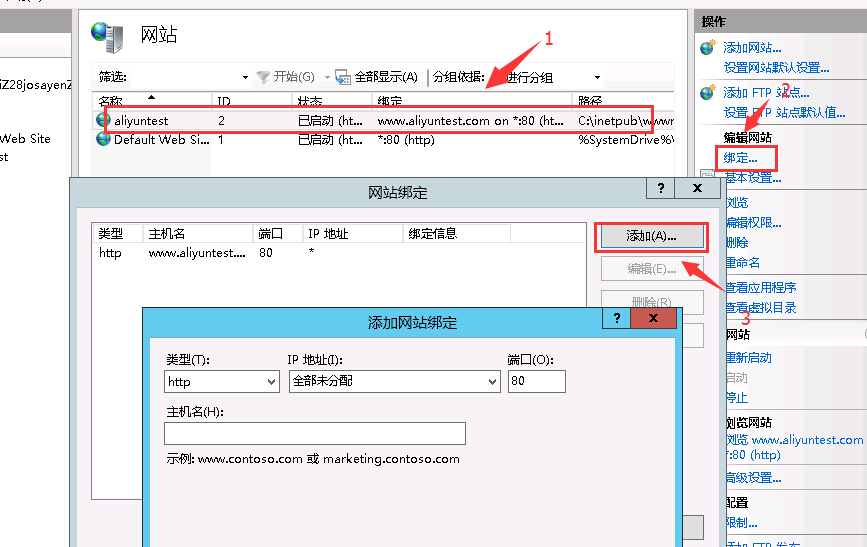 网站
操作
添加网站...
设置网站默认设置...
添加 FTP 站点...
设置 FTP 站点默认值...
编辑网站
绑定...
基本设置...
浏览
编辑权限...
删除
重命名
查看应用程序
查看虚拟目录
网站
重新启动
启动
停止
浏览网站
浏览 www.aliyuntest.com
*:80 (http)
高级设置...
配置
限制...
添加 FTP 发布
iZ28josayenZ
Web Site
st
筛选:
开始(G)
全部显示(A)
分组依据:
进行分组
1
2
3
名称 ID 状态 绑定 路径
aliyuntest 2 已启动 (ht... www.aliyuntest.com on *:80 (ht... C:\inetpub\wwwr
Default Web Si... 1 已启动 (ht... *:80 (http) %SystemDrive%\
网站绑定
? x
类型 主机名 端口 IP 地址 绑定信息
http www.aliyuntest.... 80 *
添加(A)...
编辑(E)...
删除(R)
添加网站绑定
? x
类型(T): IP 地址(I): 端口(O):
http 全部未分配 80
主机名(H):
示例: www.contoso.com 或 marketing.contoso.com